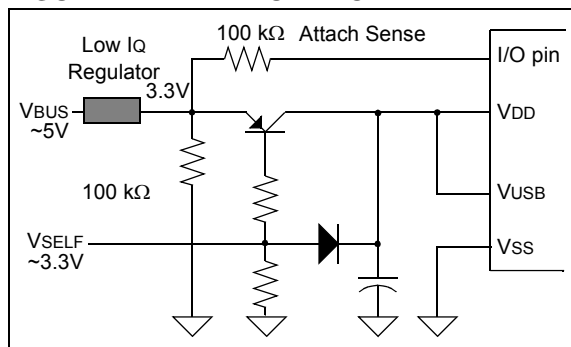 100 kΩ Attach Sense
I/O pin
Low IQ
Regulator
3.3V
VBUS
~5V
VDD
100 kΩ
VUSB
VSELF
~3.3V
VSS